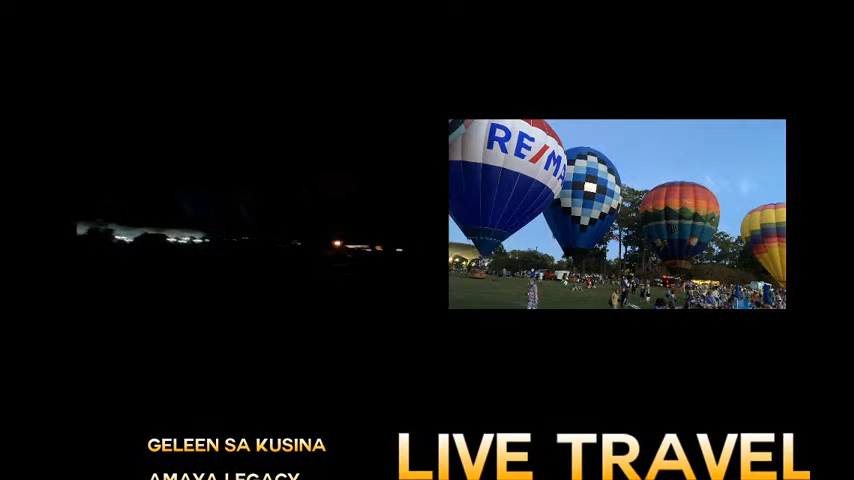 RE/MA
GELEEN SA KUSINA
AMAYA LEGACY
LIVE TRAVEL